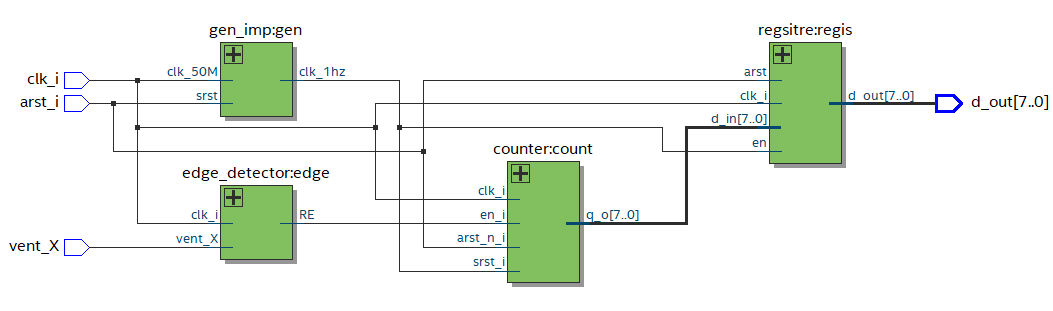 gen_imp:gen
clk_50M
srst
clk_1hz
clk_i
arst_i
edge_detector:edge
clk_i
vent_X
RE
vent_X
counter:count
clk_i
en_i
arst_n_i
srst_i
q_o[7..0]
regsitre:regis
arst
clk_i
d_in[7..0]
en
d_out[7..0]
d_out[7..0]